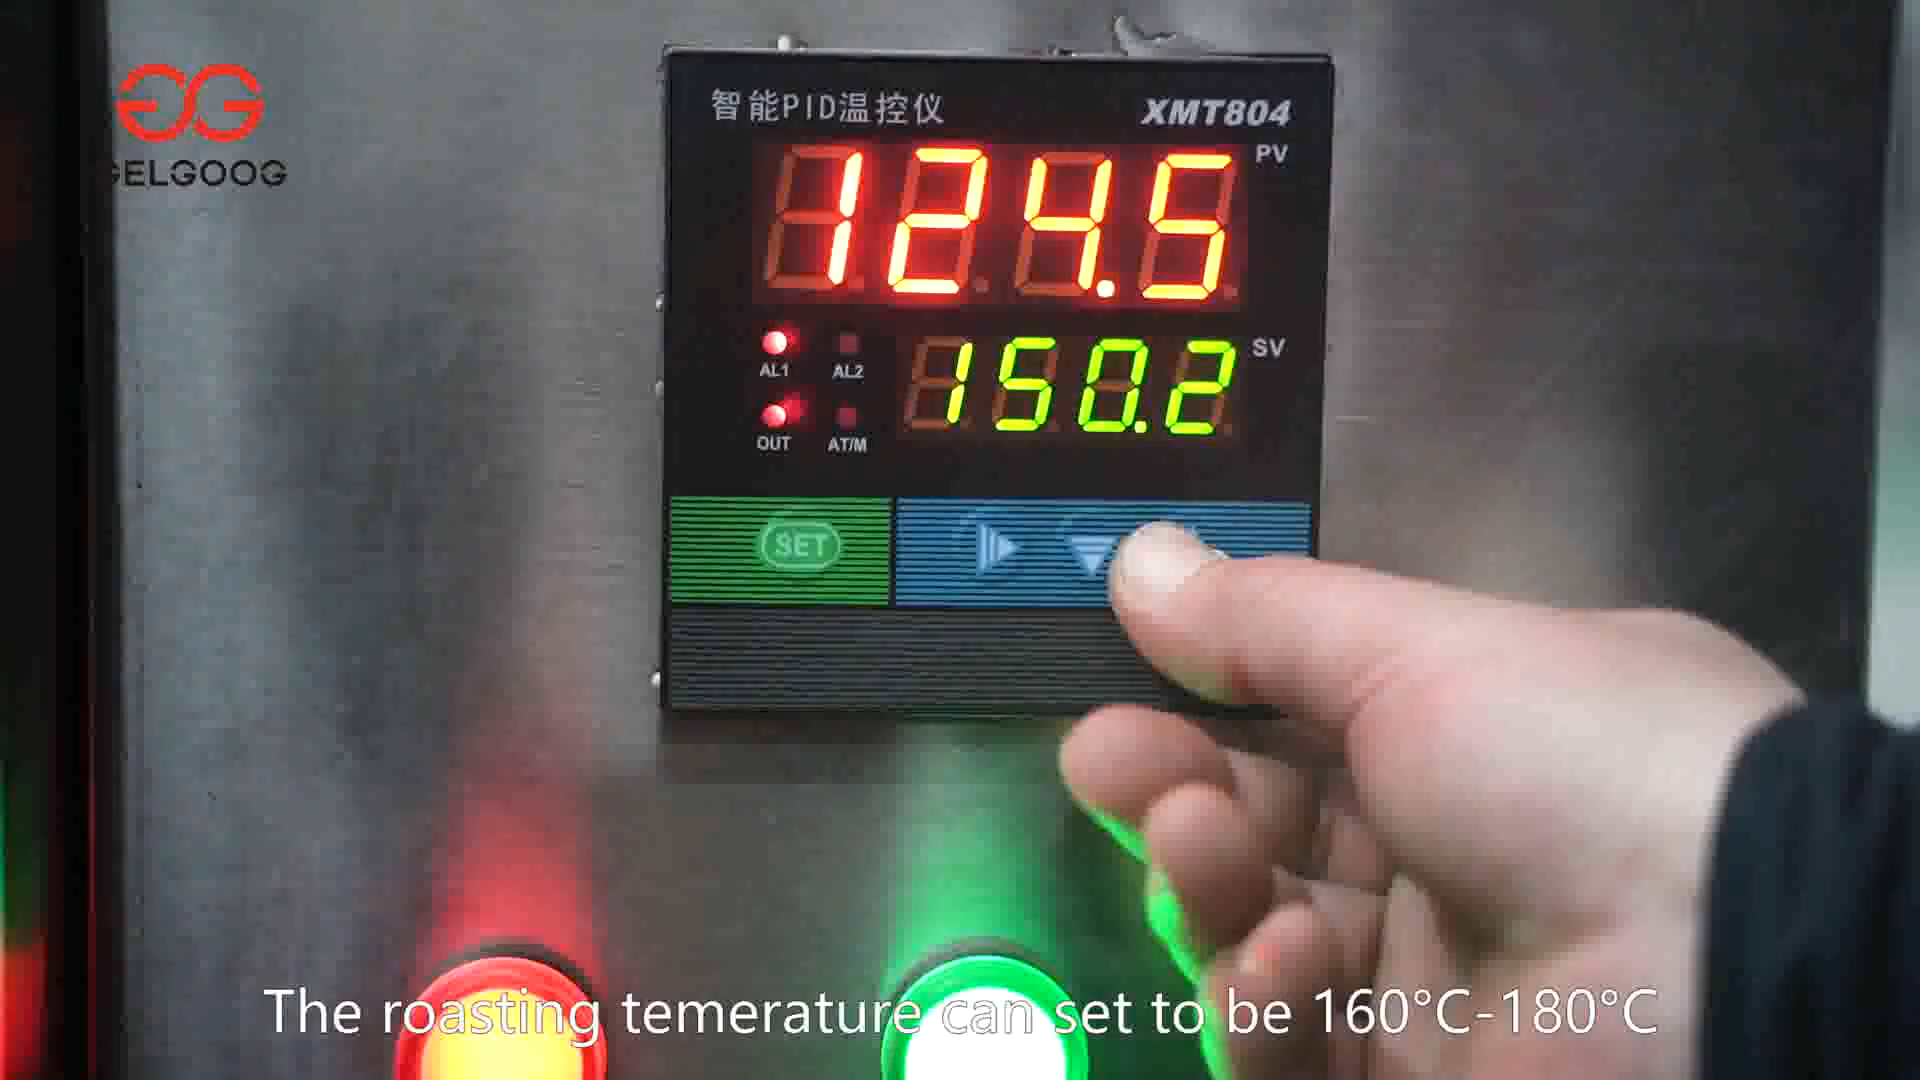 GELGOOG
智能PID温控仪
XMT804
124.5
PV
150.2
SV
AL1
AL2
OUT
AT/M
SET
The roasting temerature can set to be 160°C-180°C